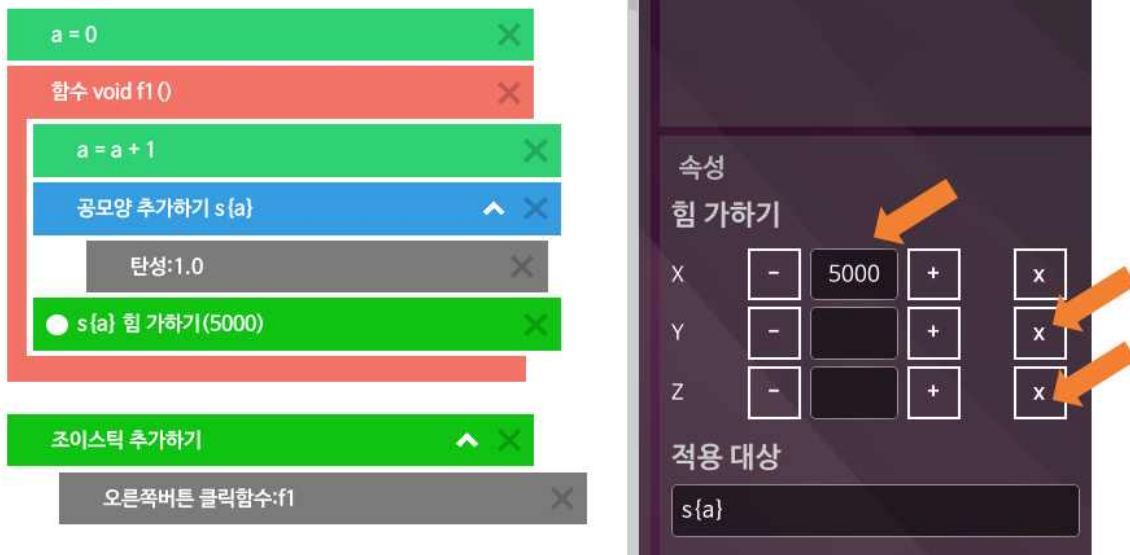 a = 0
함수 void f1 ()
a = a + 1
공모양 추가하기 s{a}
탄성:1.0
s{a} 힘 가하기(5000)
조이스틱 추가하기
오른쪽버튼 클릭함수:f1
속성
힘 가하기
X - 5000 + x
Y - + x
Z - + x
적용 대상
s{a}